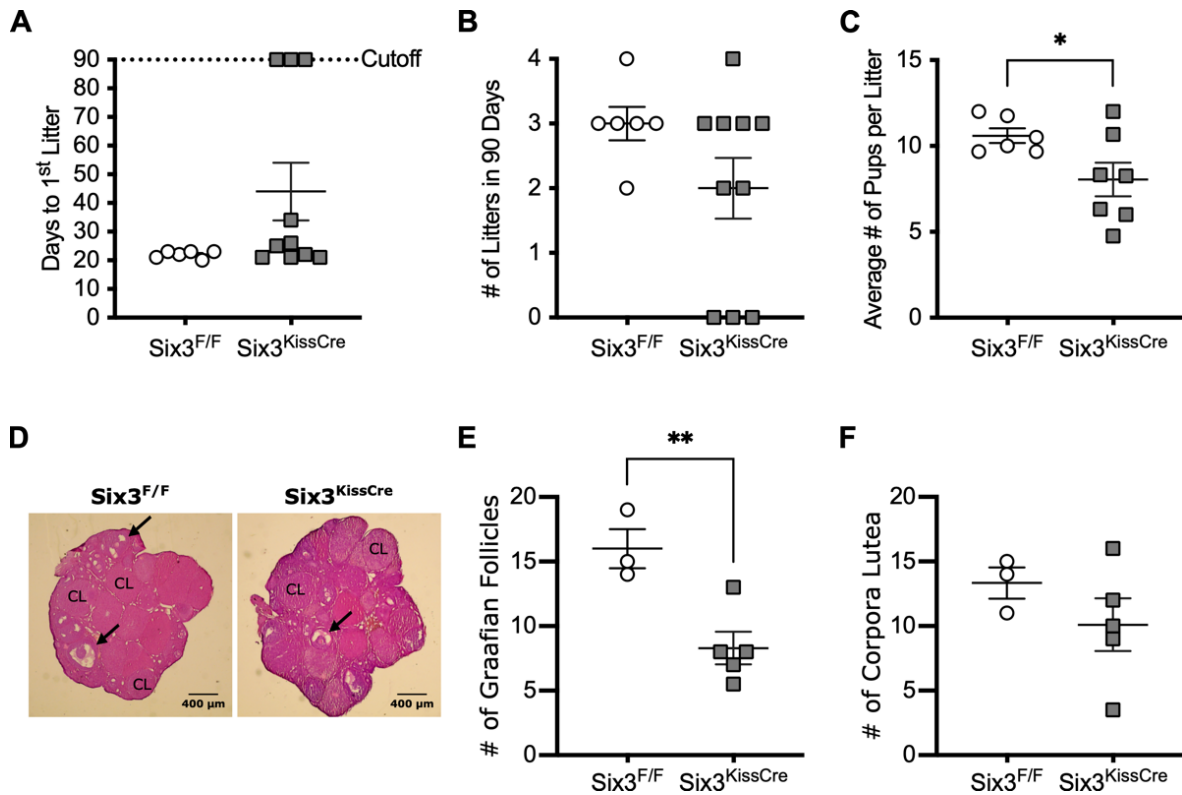 A
Days to 1st Litter
90
80
70
60
50
40
30
20
10
0
Cutoff
Six3F/F
Six3KissCre
B
# of Litters in 90 Days
4
3
2
1
0
Six3F/F
Six3KissCre
C
Average # of Pups per Litter
15
10
5
0
*
Six3F/F
Six3KissCre
D
Six3F/F
CL
CL
CL
400 µm
Six3KissCre
CL
CL
400 µm
E
# of Graafian Follicles
20
15
10
5
0
**
Six3F/F
Six3KissCre
F
# of Corpora Lutea
20
15
10
5
0
Six3F/F
Six3KissCre